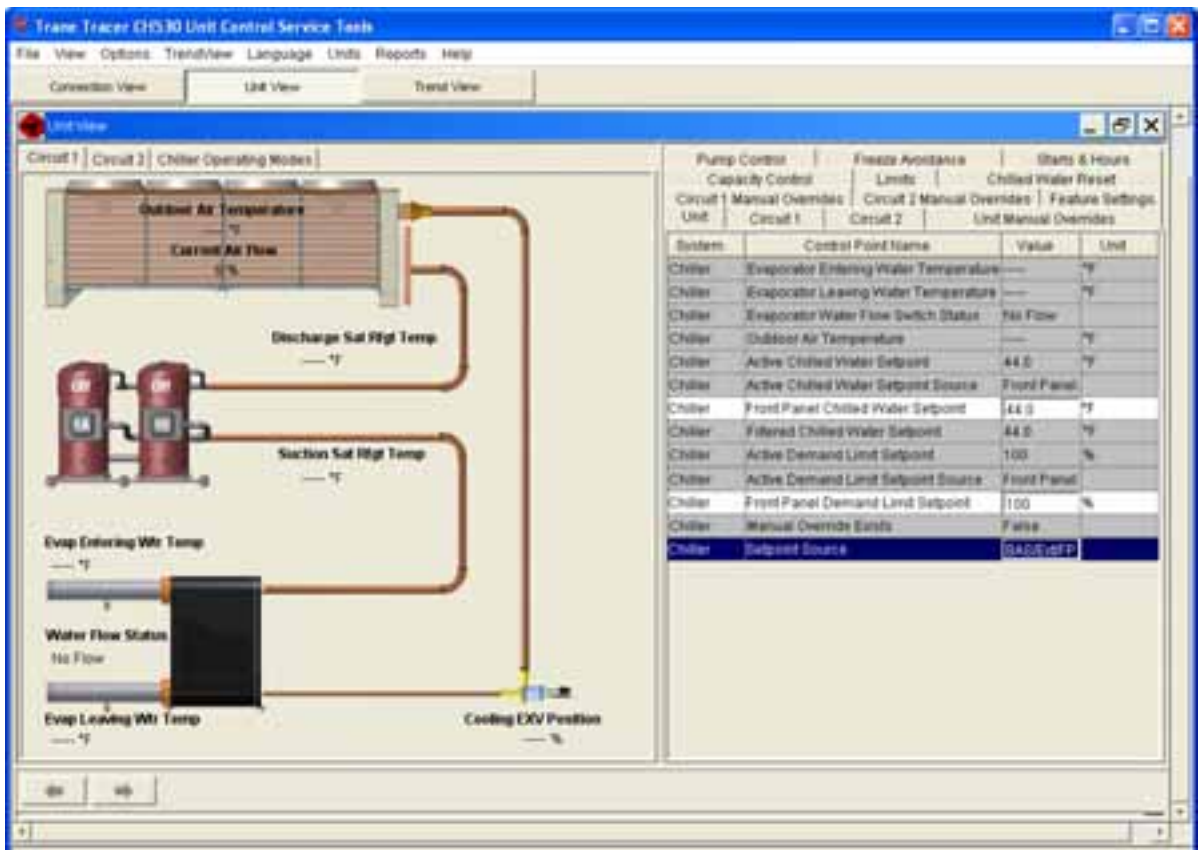 Trane Tracer CH530 Unit Control Service Tools
File View Options TrendView Language Units Reports Help
Connection View Unit View Trend View
Unit View
Circuit 1 Circuit 2 Chiller Operating Modes
Outdoor Air Temperature
---- °F
Current Air Flow
0 %
Discharge Sat Rfgt Temp
---- °F
Suction Sat Rfgt Temp
---- °F
Evap Entering Wtr Temp
---- °F
Water Flow Status
No Flow
Evap Leaving Wtr Temp
---- °F
Cooling EXV Position
---- %
Pump Control Freeze Avoidance Starts & Hours
Capacity Control Limits Chilled Water Reset
Circuit 1 Manual Overrides Circuit 2 Manual Overrides Feature Settings
Unit Circuit 1 Circuit 2 Unit Manual Overrides
System Control Point Name Value Unit
Chiller Evaporator Entering Water Temperature ---- °F
Chiller Evaporator Leaving Water Temperature ---- °F
Chiller Evaporator Water Flow Switch Status No Flow
Chiller Outdoor Air Temperature ---- °F
Chiller Active Chilled Water Setpoint 44.0 °F
Chiller Active Chilled Water Setpoint Source Front Panel
Chiller Front Panel Chilled Water Setpoint 44.0 °F
Chiller Filtered Chilled Water Setpoint 44.0 °F
Chiller Active Demand Limit Setpoint 100 %
Chiller Active Demand Limit Setpoint Source Front Panel
Chiller Front Panel Demand Limit Setpoint 100 %
Chiller Manual Override Exists False
Chiller Setpoint Source BAS/Ext/FP